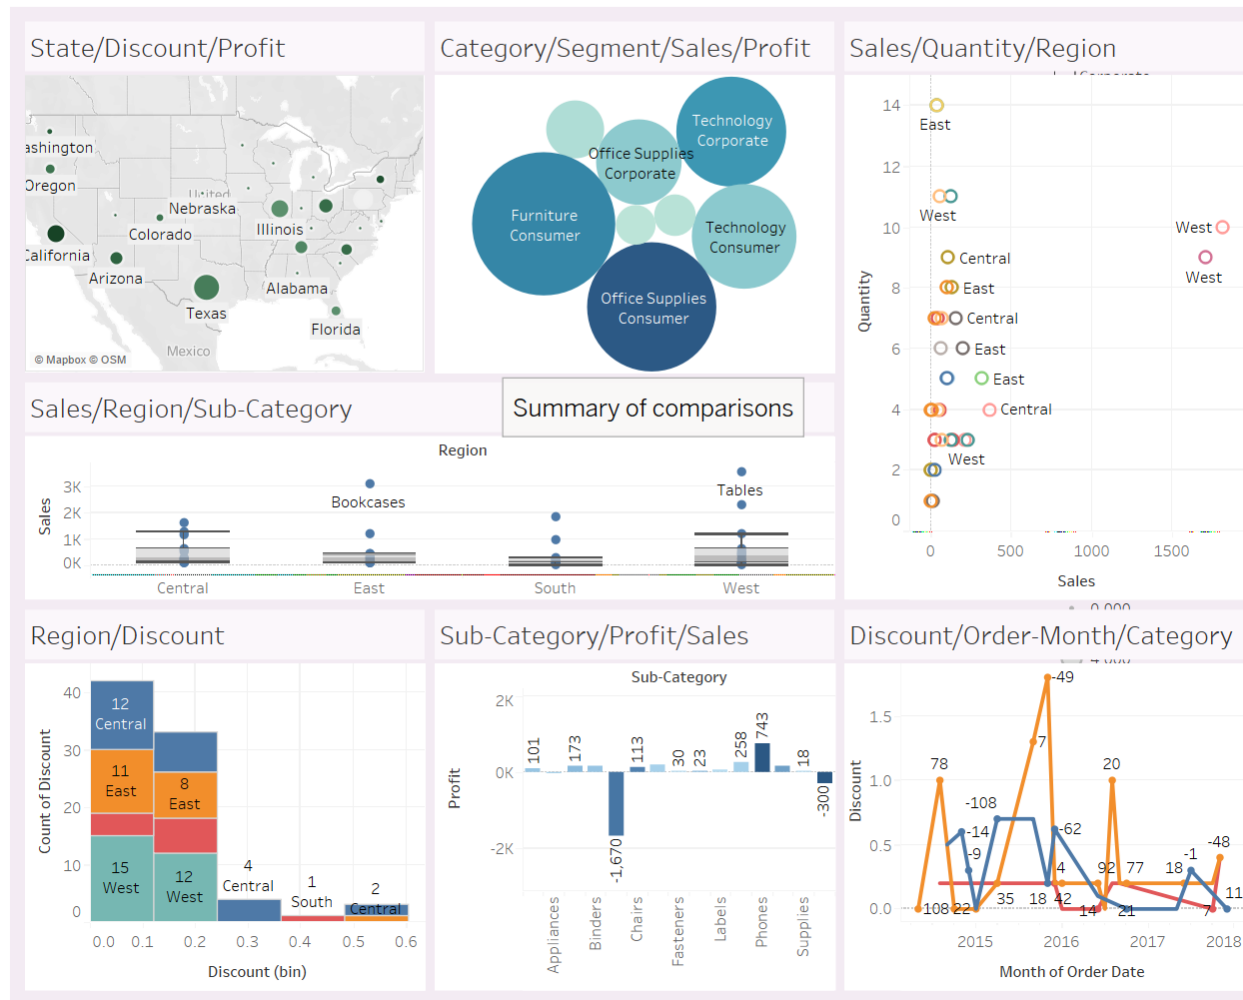 State/Discount/Profit
Category/Segment/Sales/Profit
Sales/Quantity/Region
ashington
Oregon
United
Nebraska
Illinois
Colorado
California
Arizona
Alabama
Texas
Florida
Mexico
© Mapbox © OSM
Technology
Corporate
Office Supplies
Corporate
Furniture
Consumer
Technology
Consumer
Office Supplies
Consumer
14
East
12
West
10
West
West
Central
8
East
Central
6
East
East
4
Central
West
2
0
Quantity
0
500
1000
1500
Sales
Sales/Region/Sub-Category
Summary of comparisons
Region
Sales
3K
2K
1K
0K
Bookcases
Tables
Central
East
South
West
0.000
Region/Discount
Sub-Category/Profit/Sales
Discount/Order-Month/Category
Count of Discount
40
30
20
10
0
12
Central
11
East
15
West
8
East
12
West
4
Central
1
South
2
Central
0.0
0.1
0.2
0.3
0.4
0.5
0.6
Discount (bin)
Sub-Category
Profit
2K
0K
-2K
101
173
-1,670
113
30
23
258
743
18
-300
Appliances
Binders
Chairs
Fasteners
Labels
Phones
Supplies
Discount
1.5
1.0
0.5
0.0
-49
7
78
20
-108
-14
-9
-62
-48
4
92
77
18
-1
108
22
35
18
42
14
21
7
11
2015
2016
2017
2018
Month of Order Date